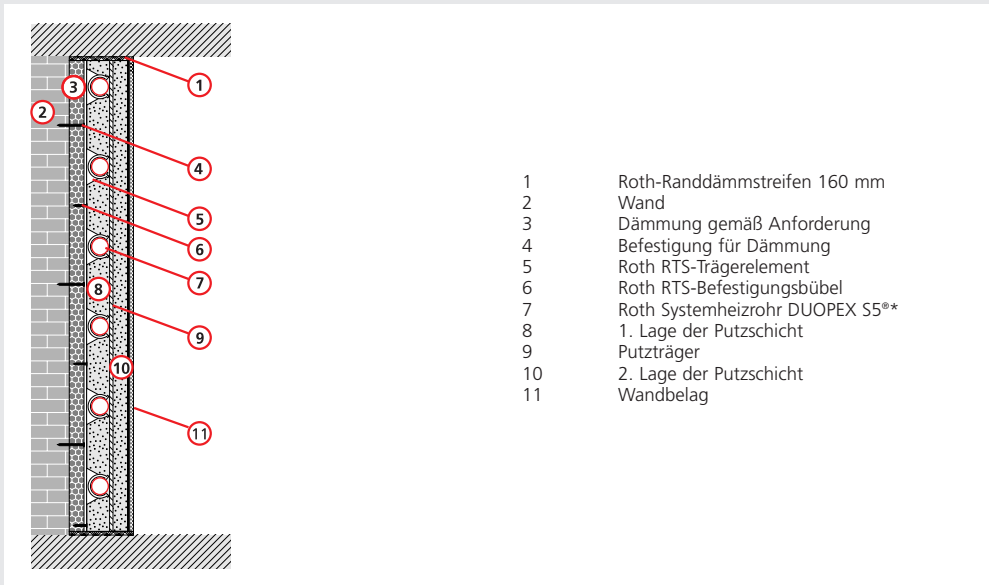 1
3
2
4
5
6
7
8
9
10
11
1 Roth-Randdämmstreifen 160 mm
2 Wand
3 Dämmung gemäß Anforderung
4 Befestigung für Dämmung
5 Roth RTS-Trägerelement
6 Roth RTS-Befestigungsbübel
7 Roth Systemheizrohr DUOPEX S5®*
8 1. Lage der Putzschicht
9 Putzträger
10 2. Lage der Putzschicht
11 Wandbelag